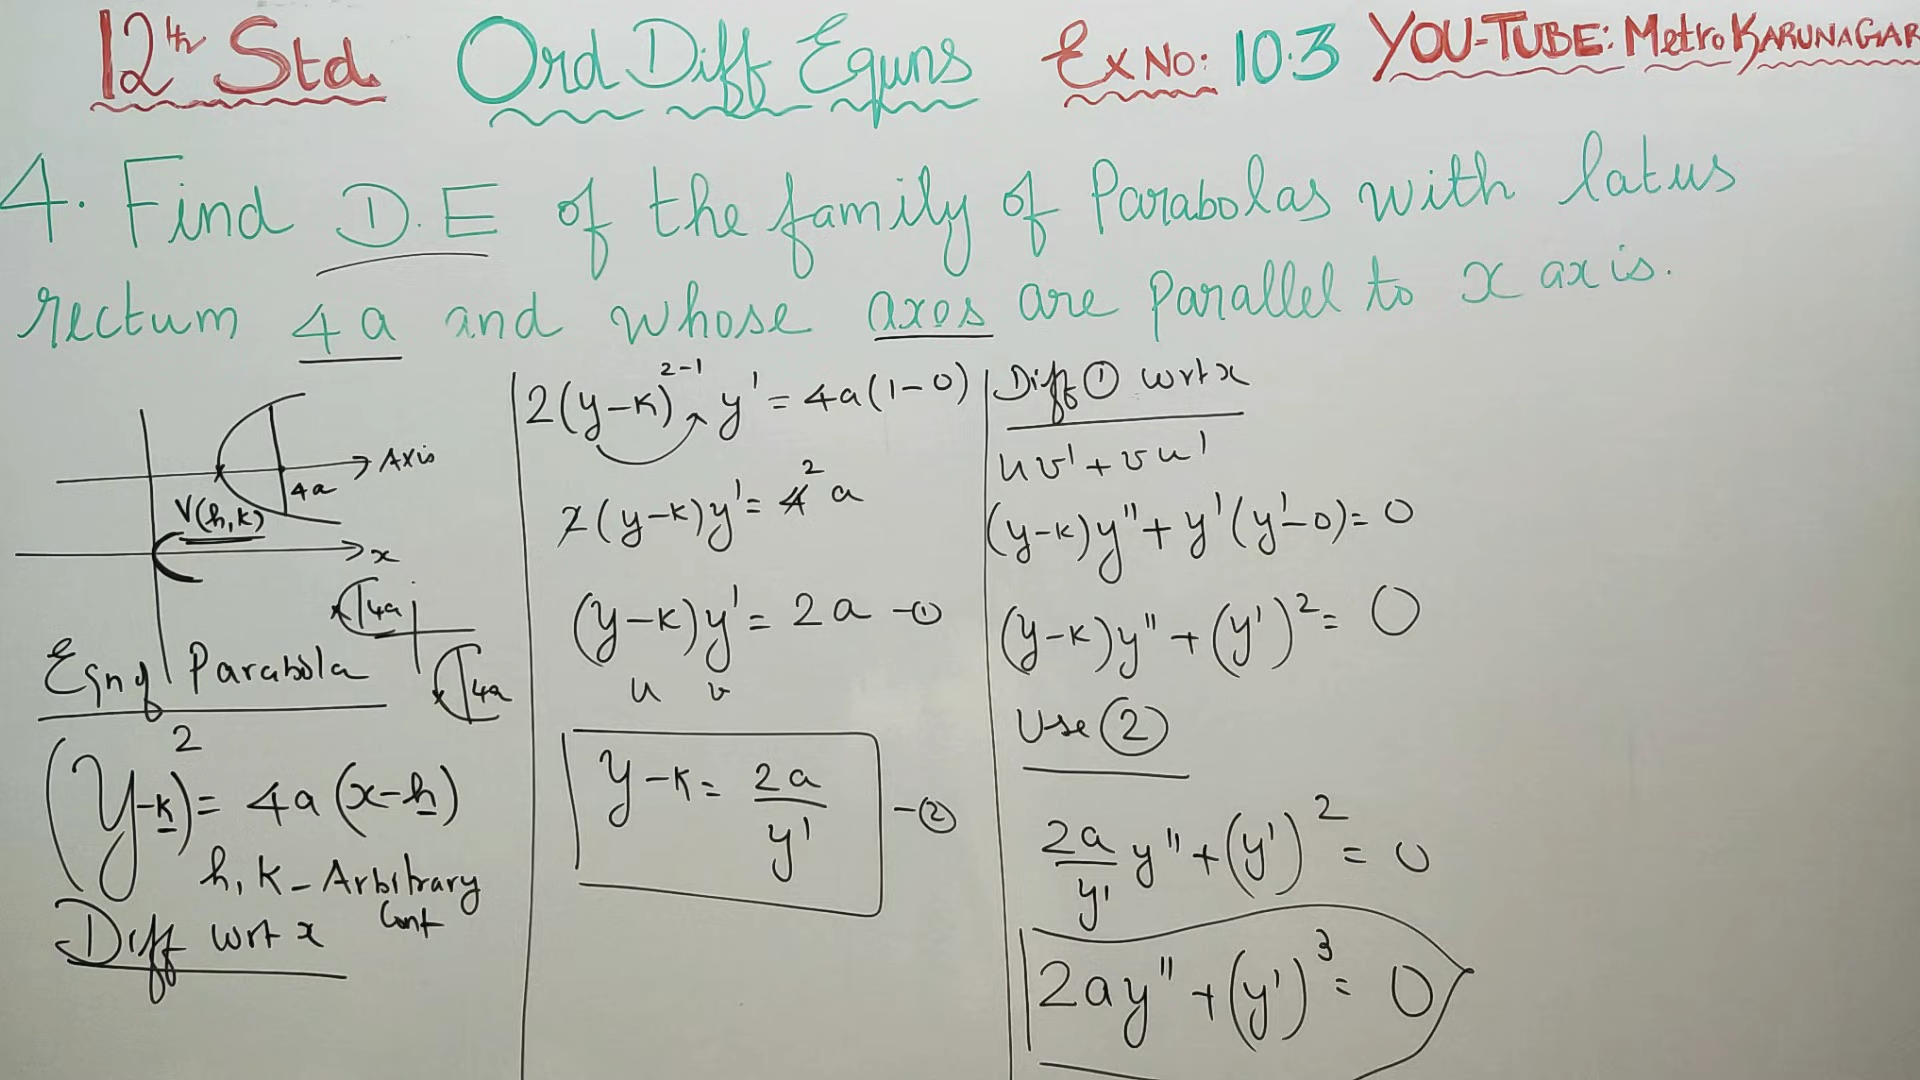 12th Std Ord Diff Equns Ex No: 10.3 YOU-TUBE: Metro KARUNAGAR
4. Find D.E of the family of Parabolas with latus
rectum 4a and whose axes are parallel to x axis.
Axis
4a
V(h,k)
x
4a
4a
Eqn of Parabola
(y-k)² = 4a(x-h)
h, k - Arbitrary
Cont
Diff wrt x
2(y-k)²⁻¹ y' = 4a(1-0)
2(y-k)y' = 4 2 a
(y-k)y' = 2a -①
u v
y-k = 2a/y' -②
Diff ① wrt x
uv' + vu'
(y-k)y'' + y'(y'-0) = 0
(y-k)y'' + (y')² = 0
Use ②
2a/y' y'' + (y')² = 0
2ay'' + (y')³ = 0